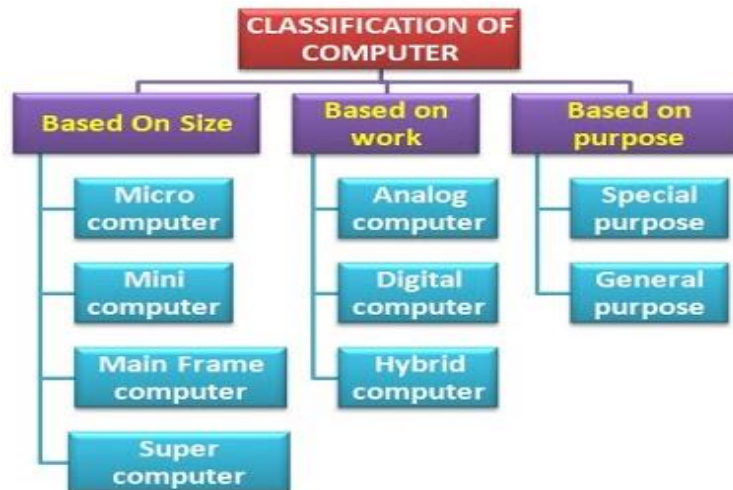 CLASSIFICATION OF
COMPUTER
Based On Size
Micro
computer
Mini
computer
Main Frame
computer
Super
computer
Based on
work
Analog
computer
Digital
computer
Hybrid
computer
Based on
purpose
Special
purpose
General
purpose